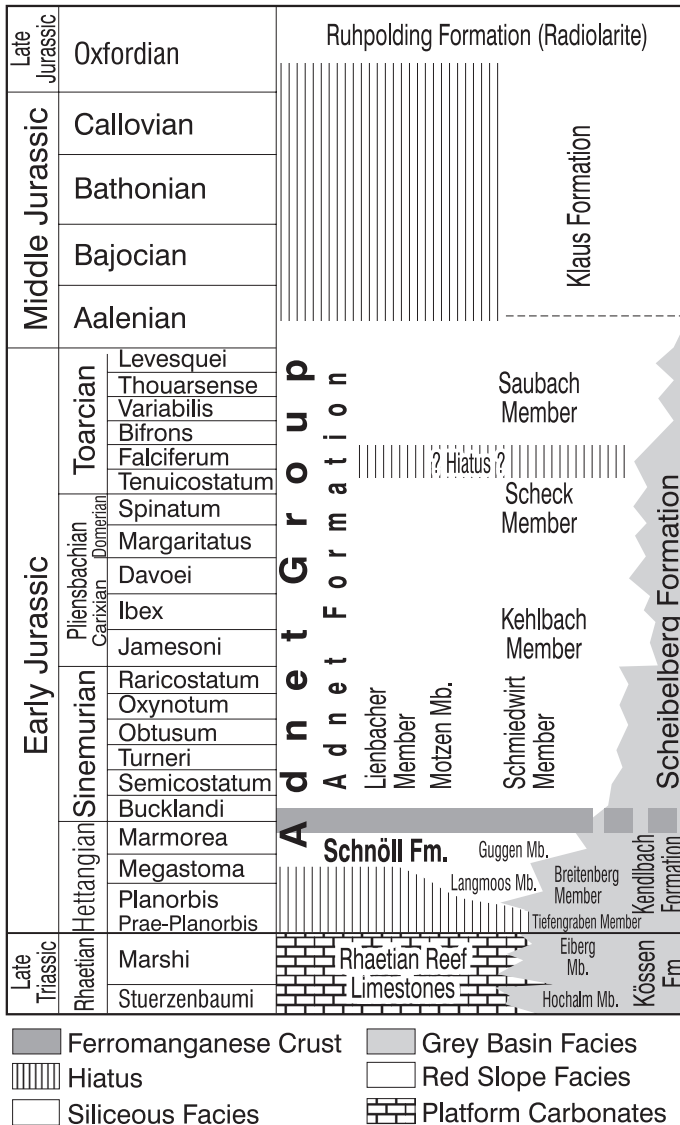 Late Jurassic
Oxfordian
Ruhpolding Formation (Radiolarite)
Middle Jurassic
Callovian
Bathonian
Bajocian
Aalenian
Klaus Formation
Early Jurassic
Toarcian
Levesquei
Thouarsense
Variabilis
Bifrons
Falciferum
Tenuicostatum
Pliensbachian
Domerian
Carixian
Spinatum
Margaritatus
Davoei
Ibex
Jamesoni
Sinemurian
Raricostatum
Oxynotum
Obtusum
Turneri
Semicostatum
Bucklandi
Hettangian
Marmorea
Megastoma
Planorbis
Prae-Planorbis
Late Triassic
Rhaetian
Marshi
Stuerzenbaumi
Adnet Group
Adnet Formation
Saubach
Member
? Hiatus ?
Scheck
Member
Kehlbach
Member
Lienbacher
Member
Motzen Mb.
Schmiedwirt
Member
Scheibelberg Formation
Schnöll Fm.
Guggen Mb.
Langmoos Mb.
Breitenberg
Member
Kendlbach
Formation
Tiefengraben Member
Rhaetian Reef
Limestones
Eiberg
Mb.
Hochalm Mb.
Kössen
Fm
Ferromanganese Crust
Grey Basin Facies
Hiatus
Red Slope Facies
Siliceous Facies
Platform Carbonates